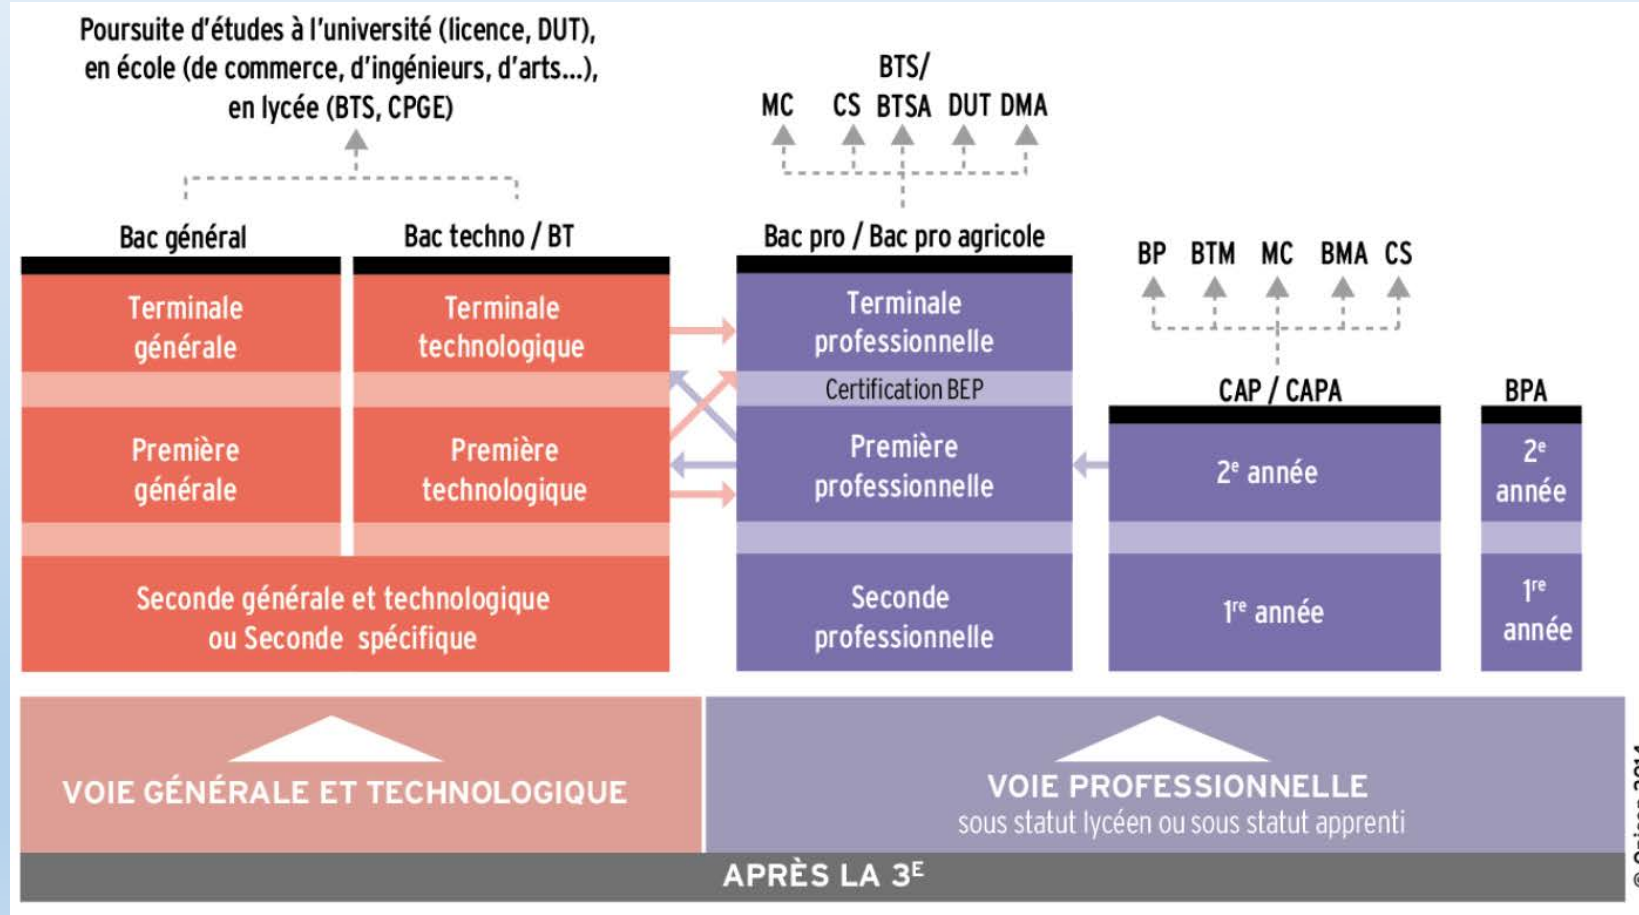 Poursuite d'études à l'université (licence, DUT),
en école (de commerce, d'ingénieurs, d'arts...),
en lycée (BTS, CPGE)
BTS/
MC CS BTSA DUT DMA
Bac général
Bac techno / BT
Bac pro / Bac pro agricole
BP BTM MC BMA CS
Terminale
générale
Terminale
technologique
Terminale
professionnelle
Certification BEP
CAP / CAPA
BPA
Première
générale
Première
technologique
Première
professionnelle
2e année
2e
année
Seconde générale et technologique
ou Seconde spécifique
Seconde
professionnelle
1re année
1re
année
VOIE GÉNÉRALE ET TECHNOLOGIQUE
VOIE PROFESSIONNELLE
sous statut lycéen ou sous statut apprenti
APRÈS LA 3E
© Onisep 2014